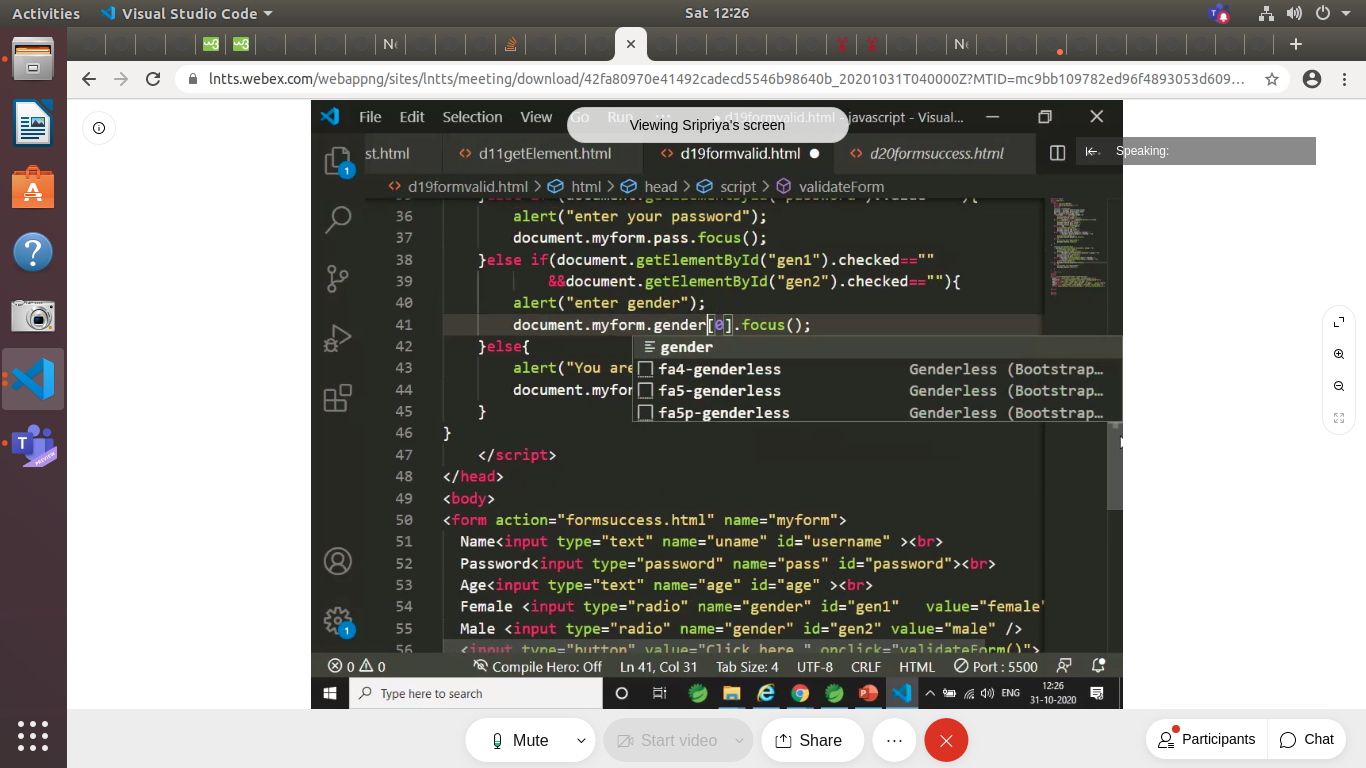 Activities Visual Studio Code Sat 12:26
lntts.webex.com/webappng/sites/lntts/meeting/download/42fa80970e41492cadecd5546b98640b_20201031T040000Z?MTID=mc9bb109782ed96f4893053d609...
File Edit Selection View Go Run d19formvalid.html - javascript - Visual...
Viewing Sripriya's screen
st.html d11getElement.html d19formvalid.html d20formsuccess.html
Speaking:
d19formvalid.html > html > head > script > validateForm
36 alert("enter your password");
37 document.myform.pass.focus();
38 }else if(document.getElementById("gen1").checked==""
39 &&document.getElementById("gen2").checked==""){
40 alert("enter gender");
41 document.myform.gender[0].focus();
42 }else{
gender
43 alert("You are
fa4-genderless Genderless (Bootstrap…
44 document.myfor
fa5-genderless Genderless (Bootstrap…
45 }
fa5p-genderless Genderless (Bootstrap…
46 }
47 </script>
48 </head>
49 <body>
50 <form action="formsuccess.html" name="myform">
51 Name<input type="text" name="uname" id="username" ><br>
52 Password<input type="password" name="pass" id="password"><br>
53 Age<input type="text" name="age" id="age" ><br>
54 Female <input type="radio" name="gender" id="gen1" value="female"
55 Male <input type="radio" name="gender" id="gen2" value="male" />
56 <input type="button" value="Click here " onclick="validateForm()">
0 0 Compile Hero: Off Ln 41, Col 31 Tab Size: 4 UTF-8 CRLF HTML Port : 5500
Type here to search ENG 12:26
31-10-2020
Mute Start video Share ... Participants Chat